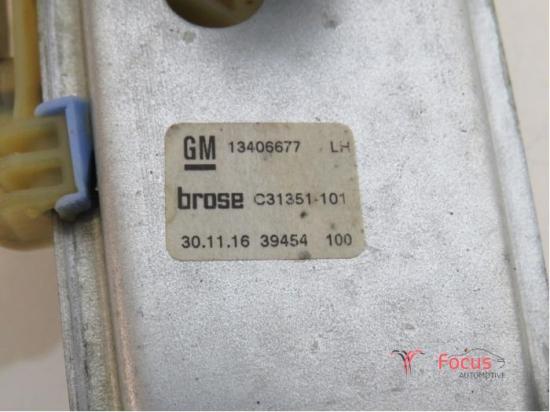 GM 13406677 LH
brose C31351-101
30.11.16 39454 100
Focus
AUTOMOTIVE